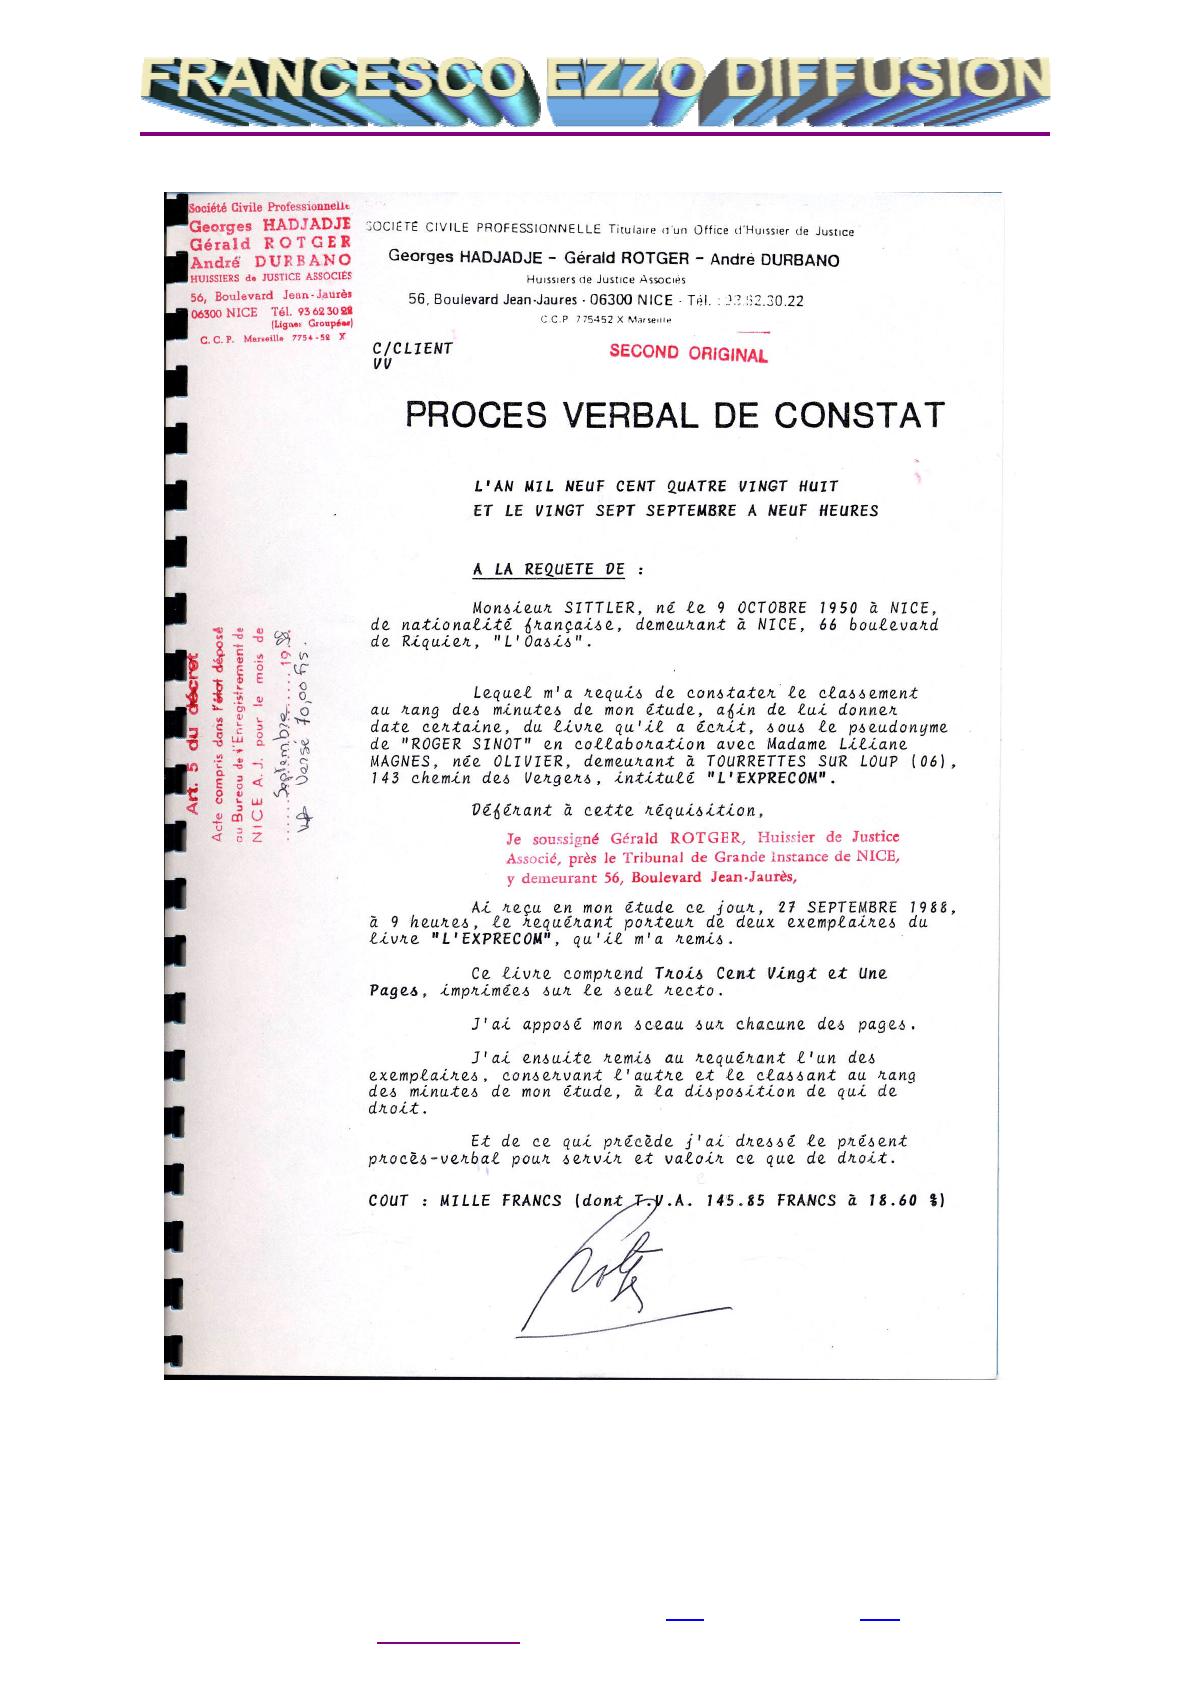 FRANCESCO EZZO DIFFUSION
Société Civile Professionnelle
Georges HADJADJE
Gérald ROTGER
André DURBANO
HUISSIERS de JUSTICE ASSOCIÉS
56, Boulevard Jean-Jaurès
06300 NICE Tél. 93 62 30 22
(Lignes Groupées)
C. C. P. Marseille 7754-52 X
SOCIÉTÉ CIVILE PROFESSIONNELLE Titulaire d'un Office d'Huissier de Justice
Georges HADJADJE - Gérald ROTGER - André DURBANO
Huissiers de Justice Associés
56, Boulevard Jean-Jaures - 06300 NICE - Tél. : 93.62.30.22
C.C.P. 775452 X Marseille
C/CLIENT
VV
SECOND ORIGINAL
PROCES VERBAL DE CONSTAT
L'AN MIL NEUF CENT QUATRE VINGT HUIT
ET LE VINGT SEPT SEPTEMBRE A NEUF HEURES
A LA REQUETE DE :
Monsieur SITTLER, né le 9 OCTOBRE 1950 à NICE,
de nationalité française, demeurant à NICE, 66 boulevard
de Riquier, "L'Oasis".
Lequel m'a requis de constater le classement
au rang des minutes de mon étude, afin de lui donner
date certaine, du livre qu'il a écrit, sous le pseudonyme
de "ROGER SINOT" en collaboration avec Madame Liliane
MAGNES, née OLIVIER, demeurant à TOURRETTES SUR LOUP (06),
143 chemin des Vergers, intitulé "L'EXPRECOM".
Déférant à cette réquisition,
Je soussigné Gérald ROTGER, Huissier de Justice
Associé, près le Tribunal de Grande Instance de NICE,
y demeurant 56, Boulevard Jean-Jaurès,
Ai reçu en mon étude ce jour, 27 SEPTEMBRE 1988,
à 9 heures, le requérant porteur de deux exemplaires du
livre "L'EXPRECOM", qu'il m'a remis.
Ce livre comprend Trois Cent Vingt et Une
Pages, imprimées sur le seul recto.
J'ai apposé mon sceau sur chacune des pages.
J'ai ensuite remis au requérant l'un des
exemplaires, conservant l'autre et le classant au rang
des minutes de mon étude, à la disposition de qui de
droit.
Et de ce qui précède j'ai dressé le présent
procès-verbal pour servir et valoir ce que de droit.
COUT : MILLE FRANCS (dont T.V.A. 145.85 FRANCS à 18.60 %)
Art. 5 du décret
Acte compris dans l'état déposé
au Bureau de l'Enregistrement de
NICE A. J. pour le mois de
Septembre 1988
Versé 70,00 frs.